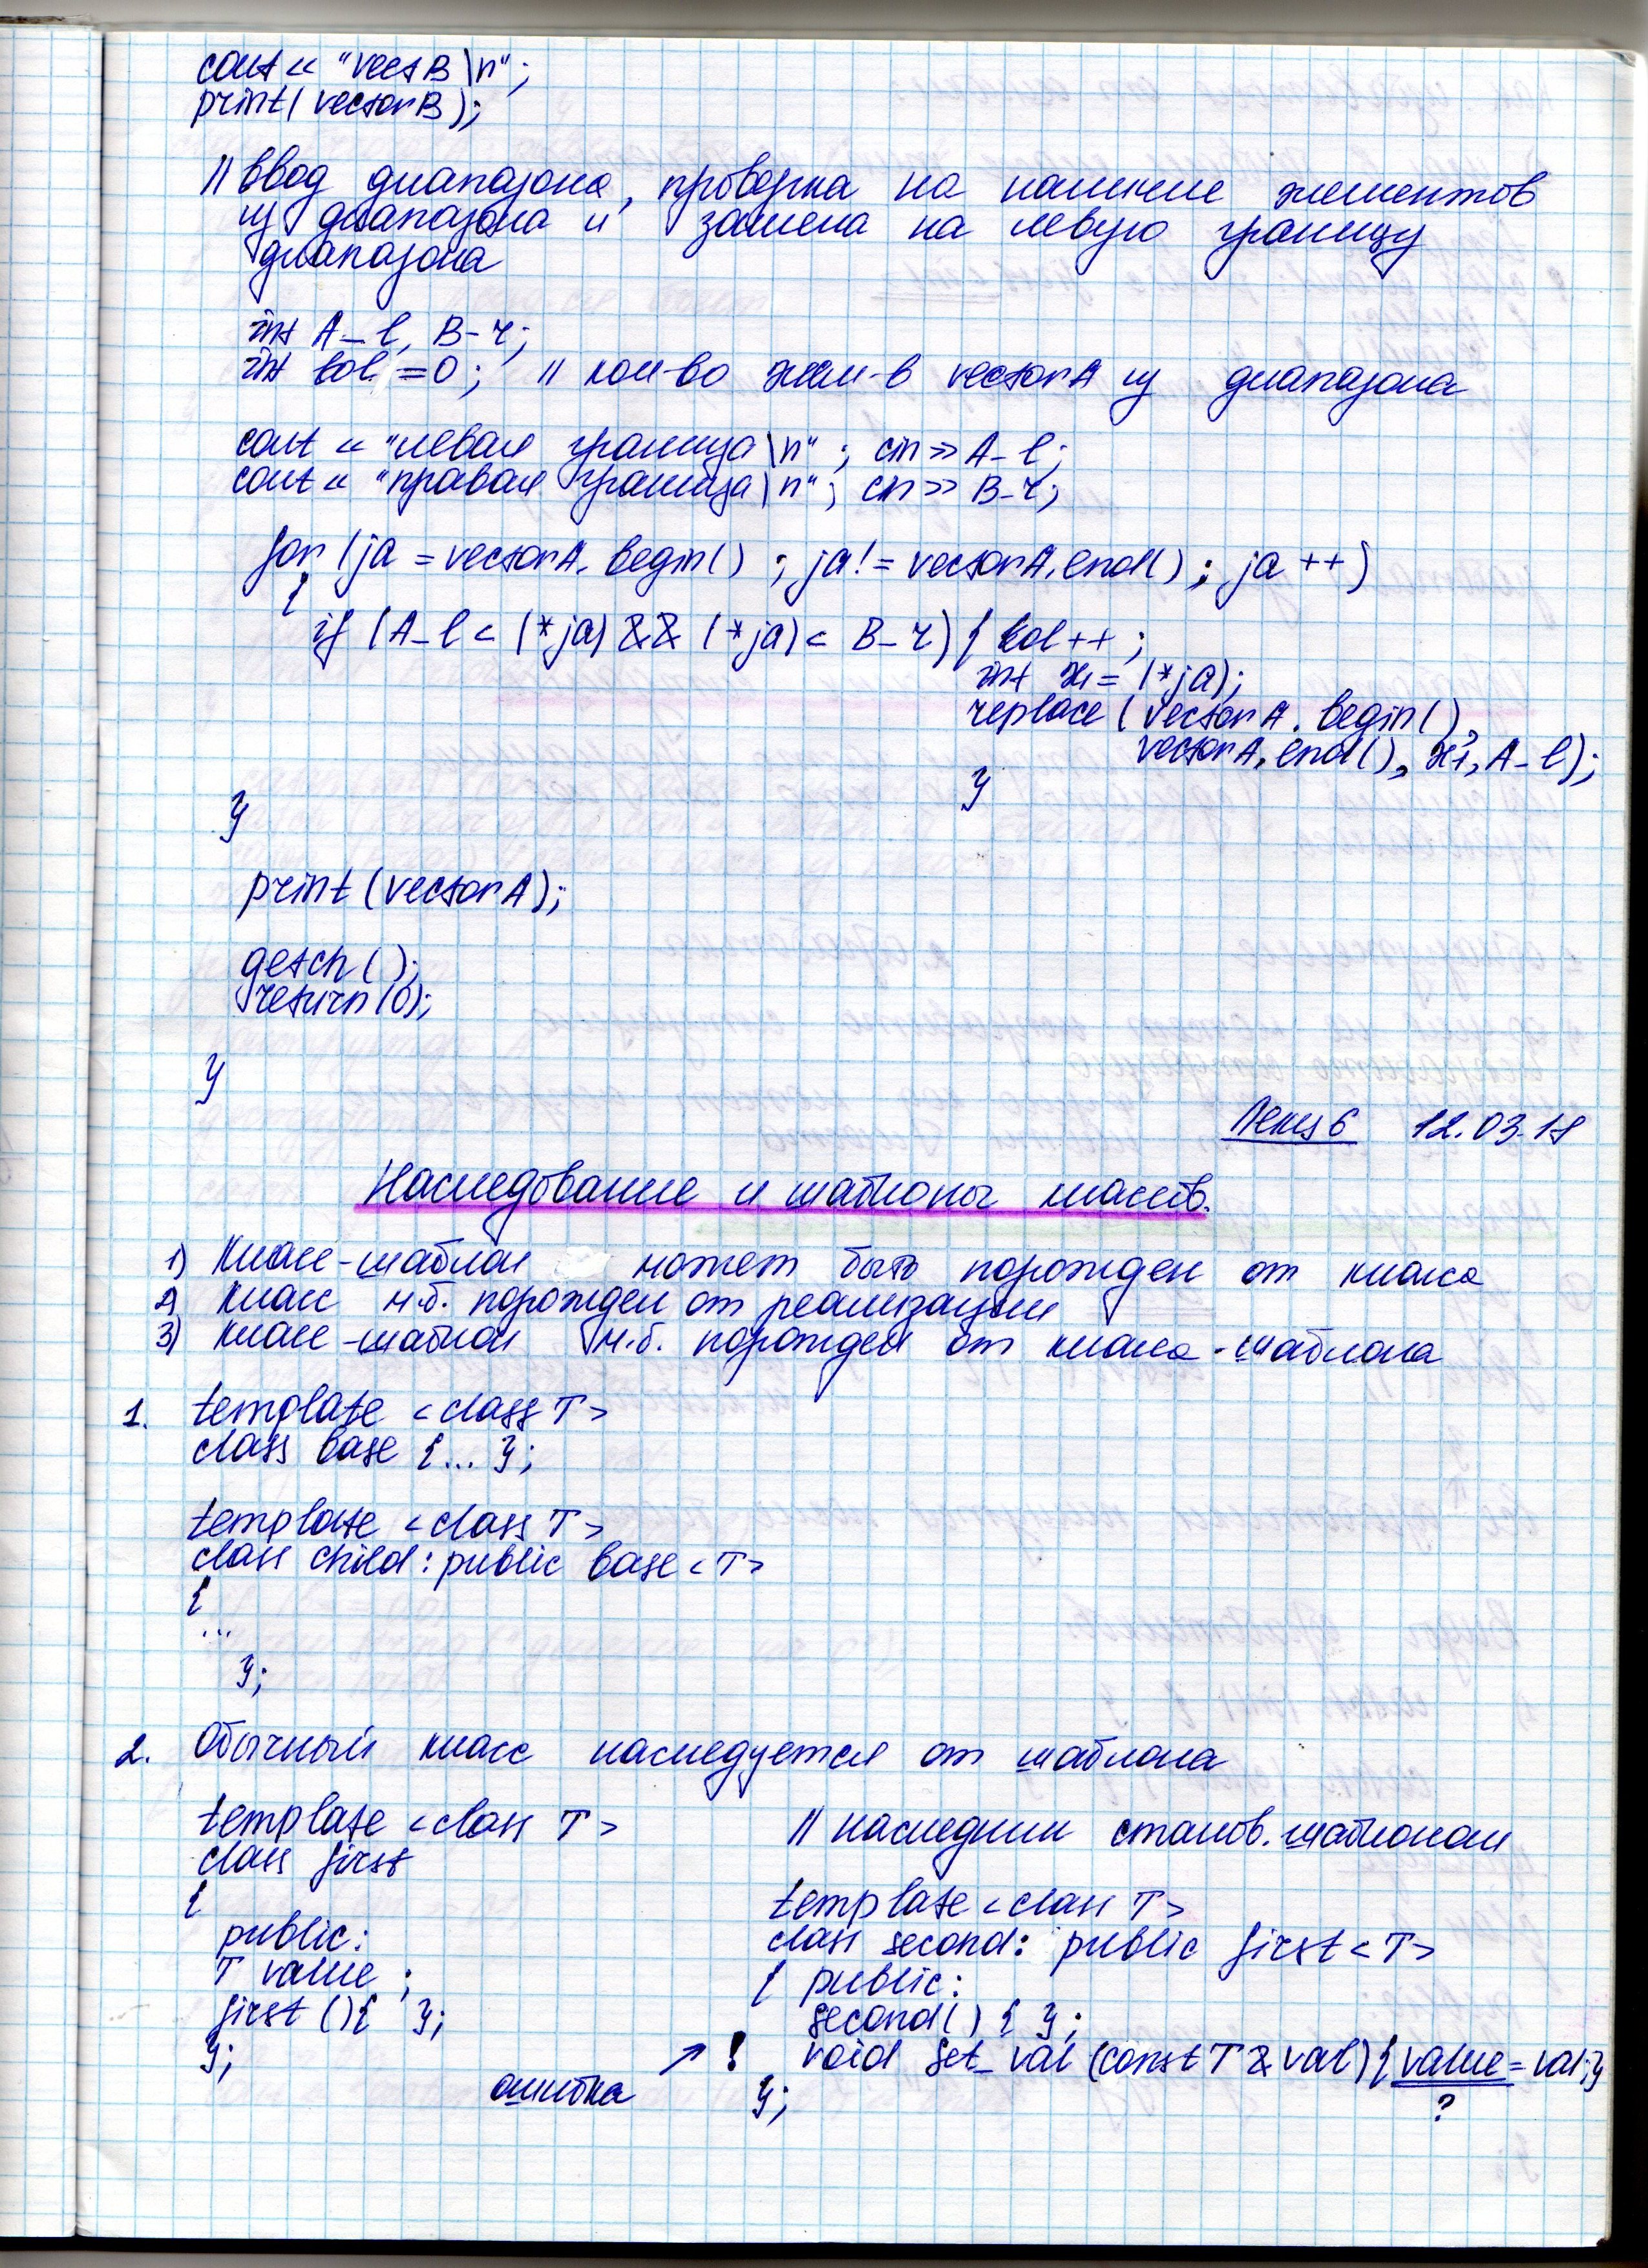 cout << "vectB \n";
print(vectorB);
// ввод диапазона, проверка на наличие элементов
из диапазона и замена на левую границу
диапазона
int A_l, B_r;
int kol = 0; // кол-во элем-в vectorA из диапазона
cout << "левая граница \n"; cin >> A_l;
cout << "правая граница \n"; cin >> B_r;
for (ja = vectorA.begin(); ja != vectorA.end(); ja++)
{
if (A_l < (*ja) && (*ja) < B_r) { kol++;
int x1 = (*ja);
replace (vectorA.begin(),
vectorA.end(), x1, A_l);
}
}
print (vectorA);
getch();
return(0);
}
Лекц 6 12.03.18
Наследование и шаблоны классов.
1) Класс-шаблон может быть порожден от класса
2) Класс м.б. порожден от реализации
3) класс-шаблон м.б. порожден от класса-шаблона
1. template <class T>
class base {... };
template <class T>
class child: public base<T>
{
...
};
2. Обычный класс наследуется от шаблона
template <class T>
class first
{
public:
T value;
first (){ };
};
// наследник станов. шаблоном
template <class T>
class second: public first<T>
{ public:
second() { };
ошибка ↗ ! void set_val (const T & val) { value = val; }
?
};